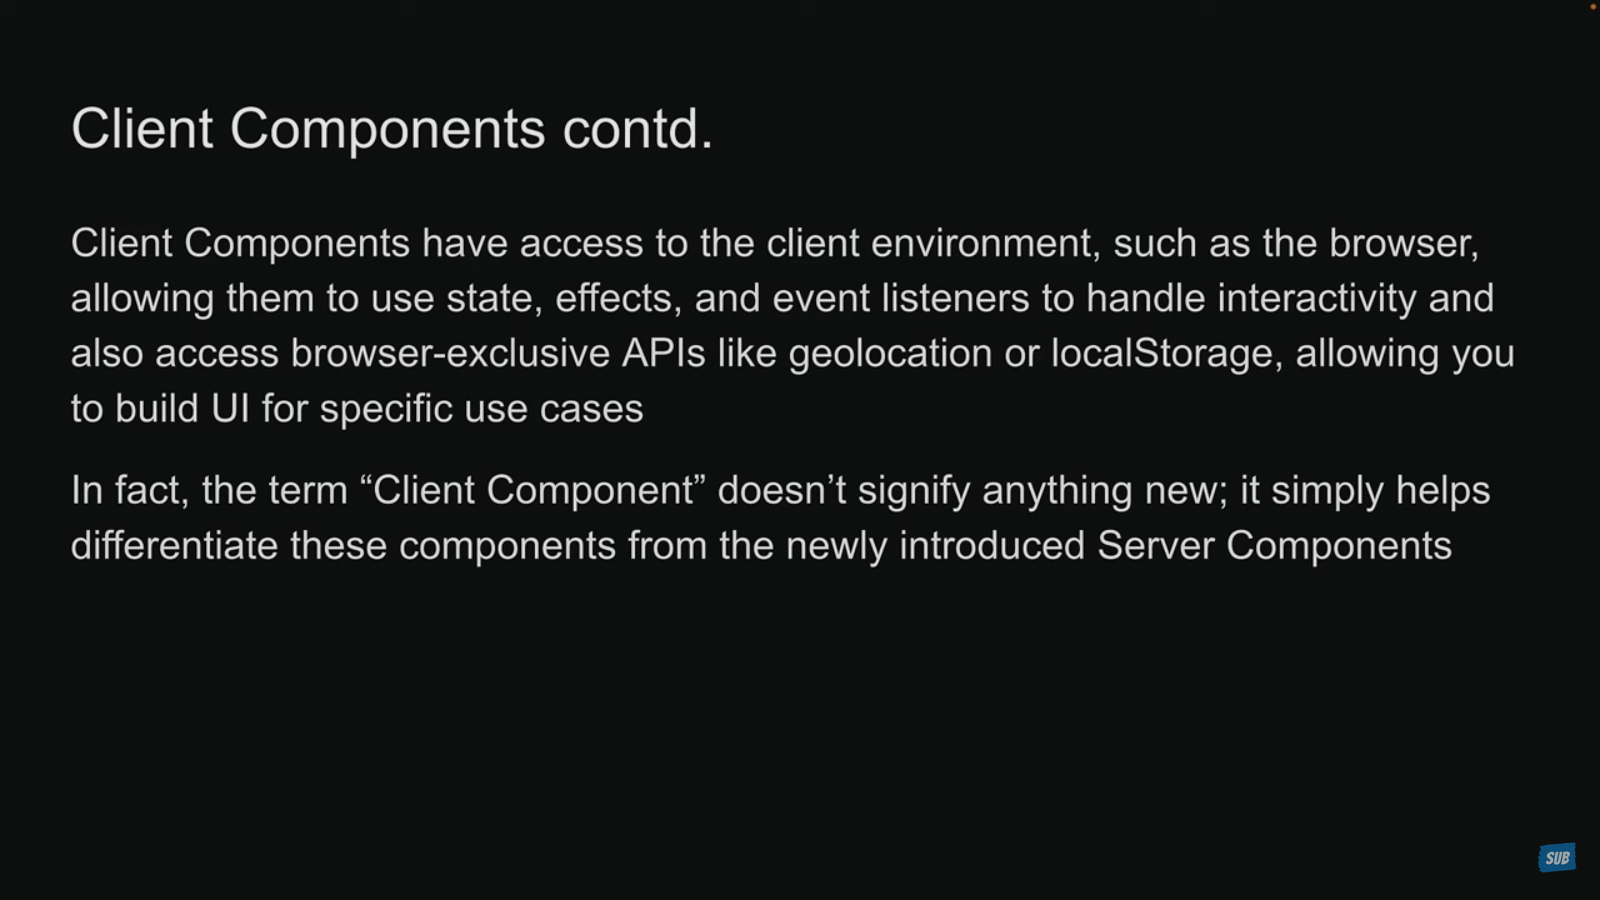 Client Components contd.
Client Components have access to the client environment, such as the browser,
allowing them to use state, effects, and event listeners to handle interactivity and
also access browser-exclusive APIs like geolocation or localStorage, allowing you
to build UI for specific use cases
In fact, the term “Client Component” doesn’t signify anything new; it simply helps
differentiate these components from the newly introduced Server Components
SUB